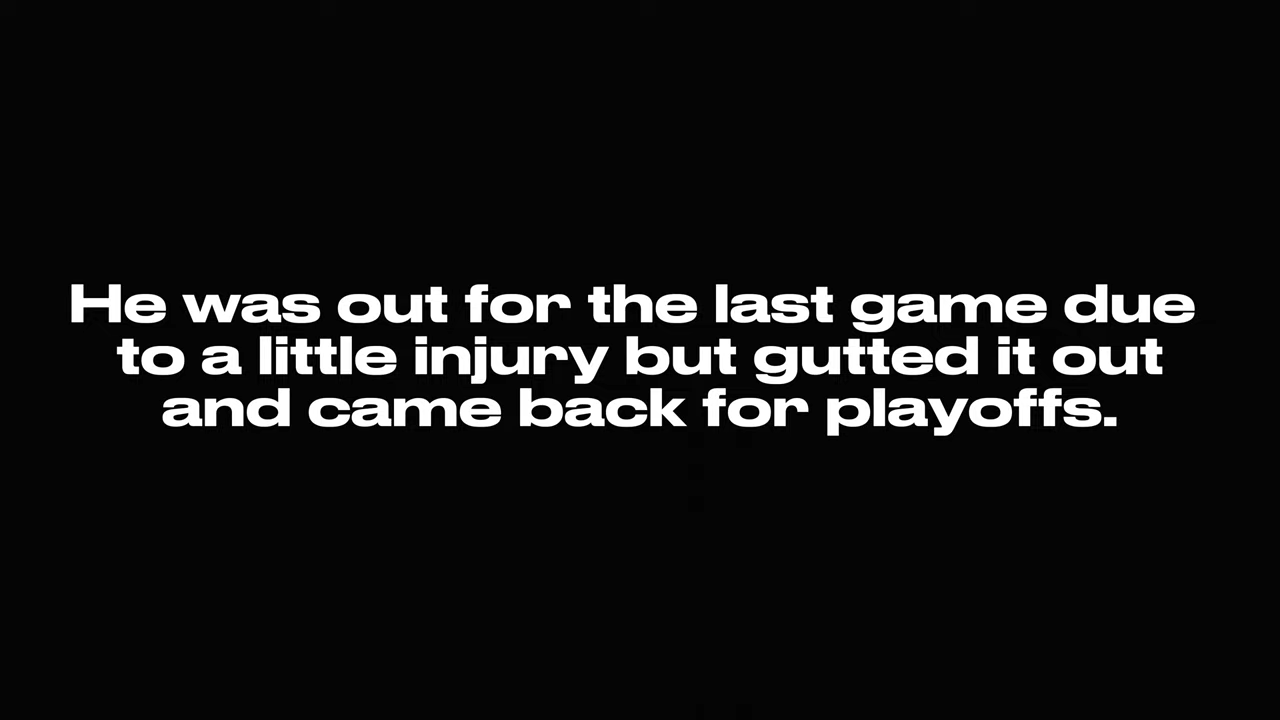 He was out for the last game due
to a little injury but gutted it out
and came back for playoffs.